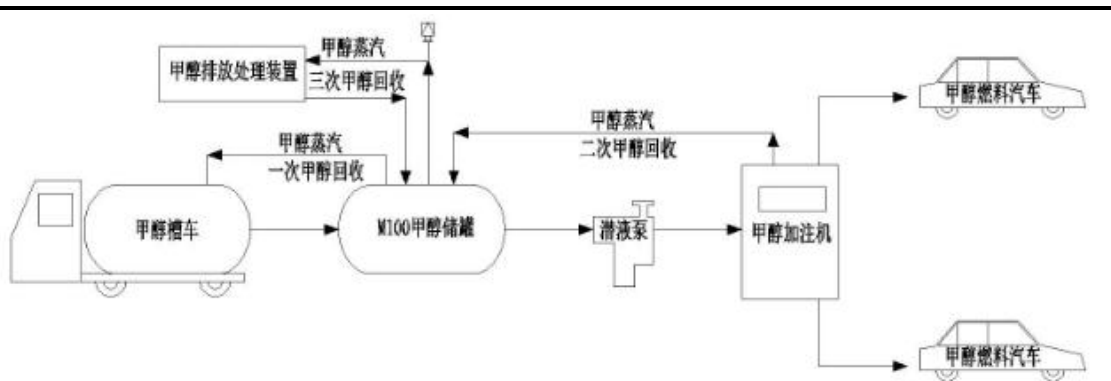 甲醇蒸汽
甲醇排放处理装置
三次甲醇回收
甲醇燃料汽车
甲醇蒸汽
二次甲醇回收
甲醇蒸汽
一次甲醇回收
甲醇槽车
M100甲醇储罐
潜液泵
甲醇加注机
甲醇燃料汽车